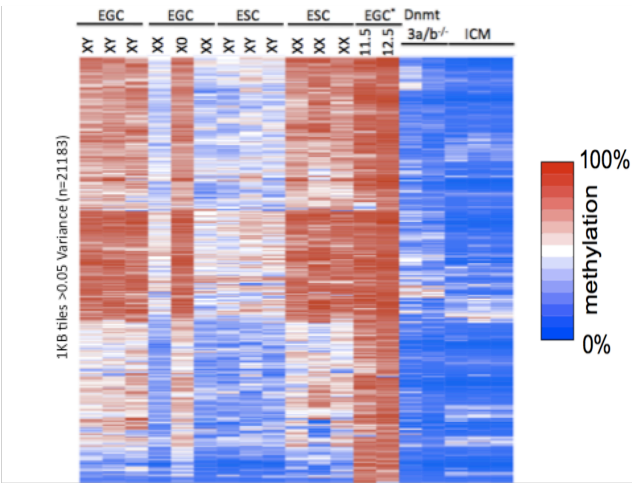 EGC EGC ESC ESC EGC* Dnmt
3a/b-/- ICM
XY XY XY XX X0 XX XY XY XY XX XX XX 11.5 12.5
1KB tiles >0.05 Variance (n=21183)
100%
methylation
0%